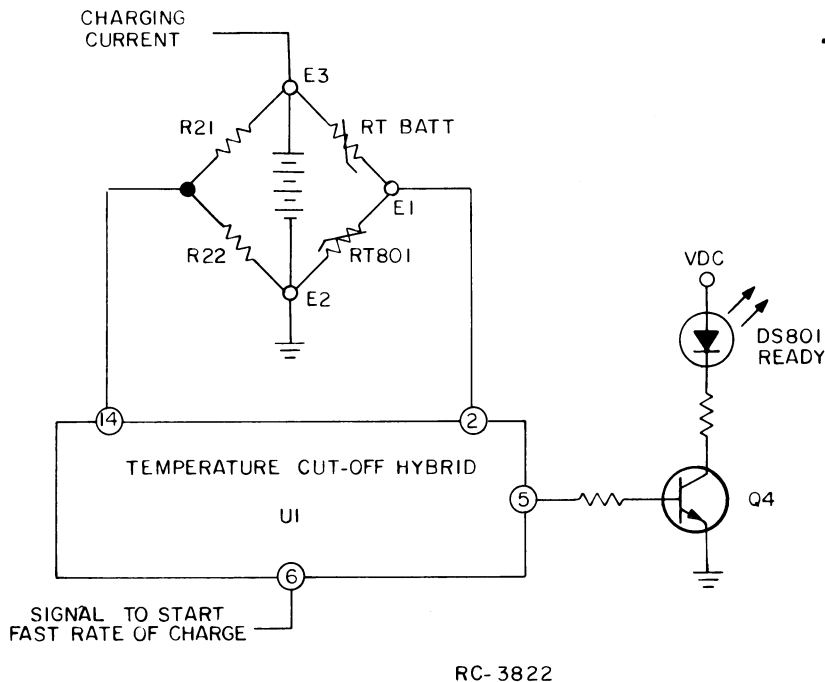 CHARGING
CURRENT
E3
R21
RT BATT
E1
R22
RT801
E2
VDC
DS801
READY
14
2
TEMPERATURE CUT-OFF HYBRID
U1
5
Q4
6
SIGNAL TO START
FAST RATE OF CHARGE
RC-3822